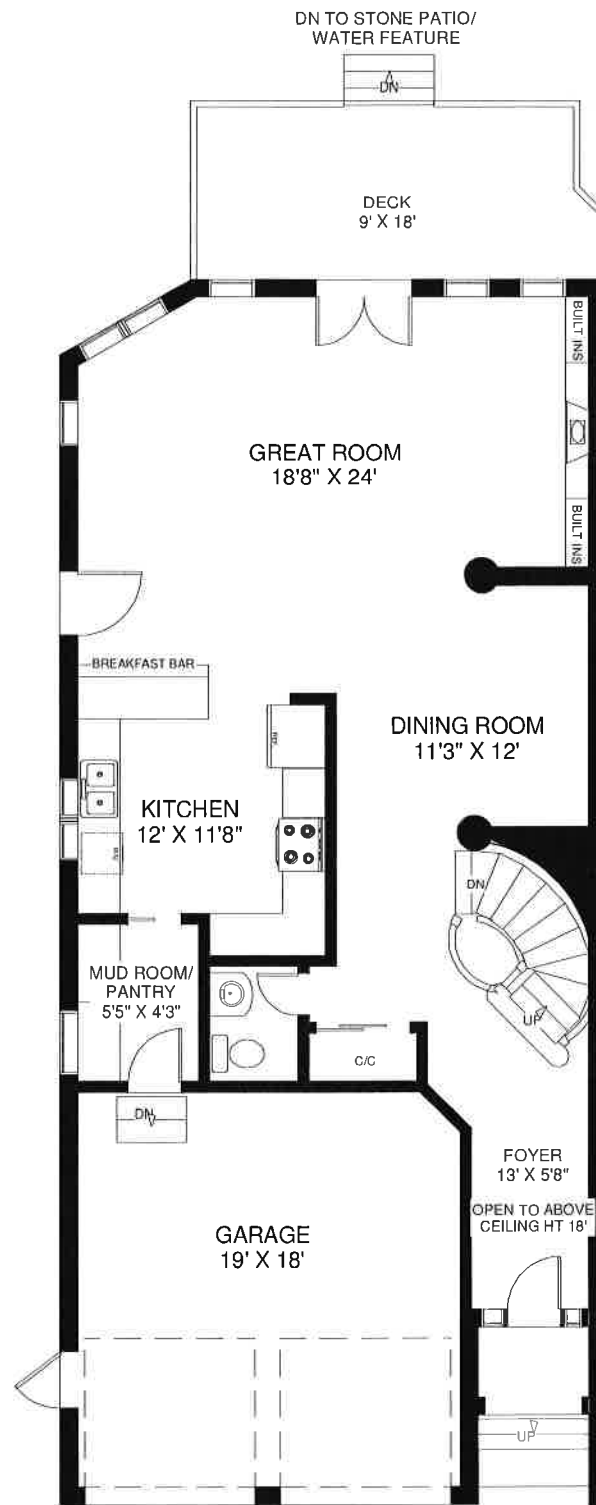 DN TO STONE PATIO/
WATER FEATURE
DN
DECK
9' X 18'
BUILT INS
GREAT ROOM
18'8" X 24'
BUILT INS
BREAKFAST BAR
REF
DINING ROOM
11'3" X 12'
KITCHEN
12' X 11'8"
DN
MUD ROOM/
PANTRY
5'5" X 4'3"
UP
C/C
DN
FOYER
13' X 5'8"
OPEN TO ABOVE
CEILING HT 18'
GARAGE
19' X 18'
UP